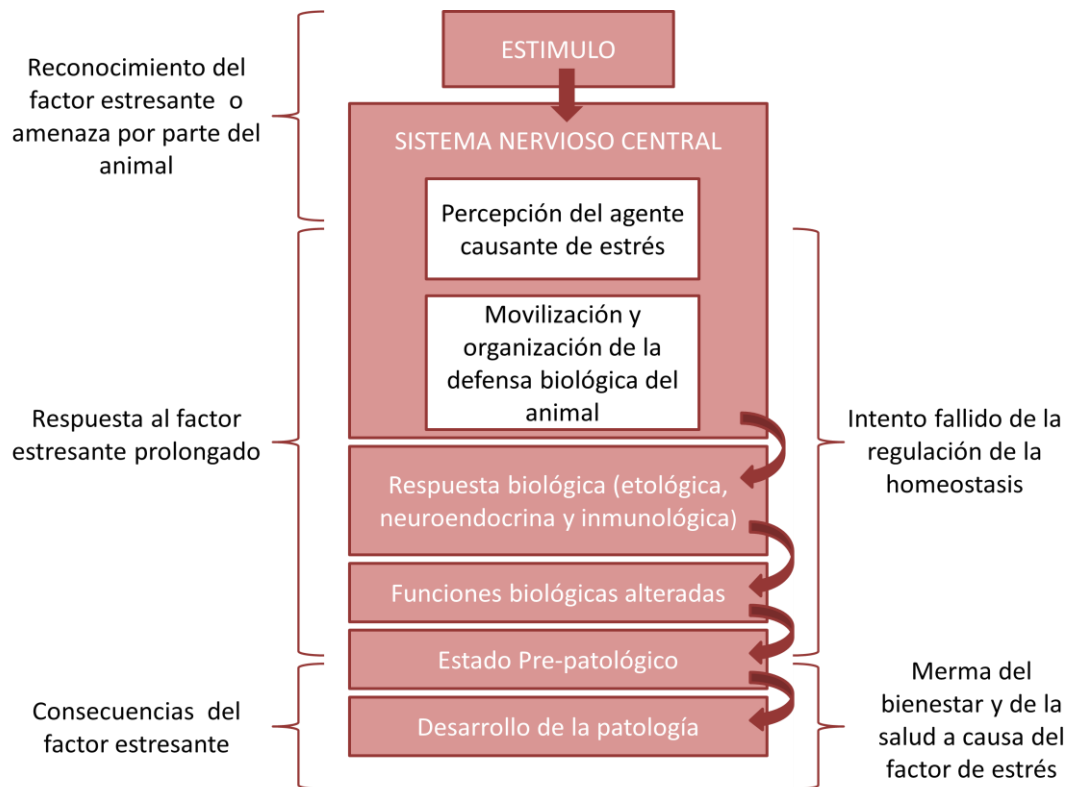 ESTIMULO
Reconocimiento del
factor estresante o
amenaza por parte del
animal
SISTEMA NERVIOSO CENTRAL
Percepción del agente
causante de estrés
Movilización y
organización de la
defensa biológica del
animal
Respuesta al factor
estresante prolongado
Intento fallido de la
regulación de la
homeostasis
Respuesta biológica (etológica,
neuroendocrina y inmunológica)
Funciones biológicas alteradas
Estado Pre-patológico
Desarrollo de la patología
Consecuencias del
factor estresante
Merma del
bienestar y de la
salud a causa del
factor de estrés